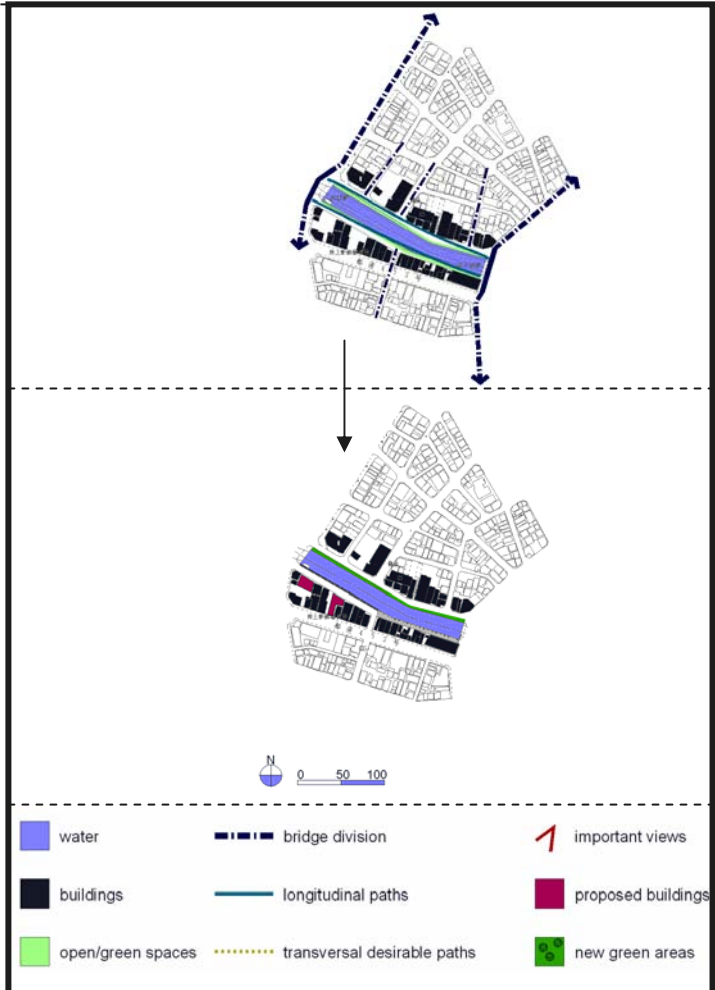 N
0 50 100
water
bridge division
important views
buildings
longitudinal paths
proposed buildings
open/green spaces
transversal desirable paths
new green areas